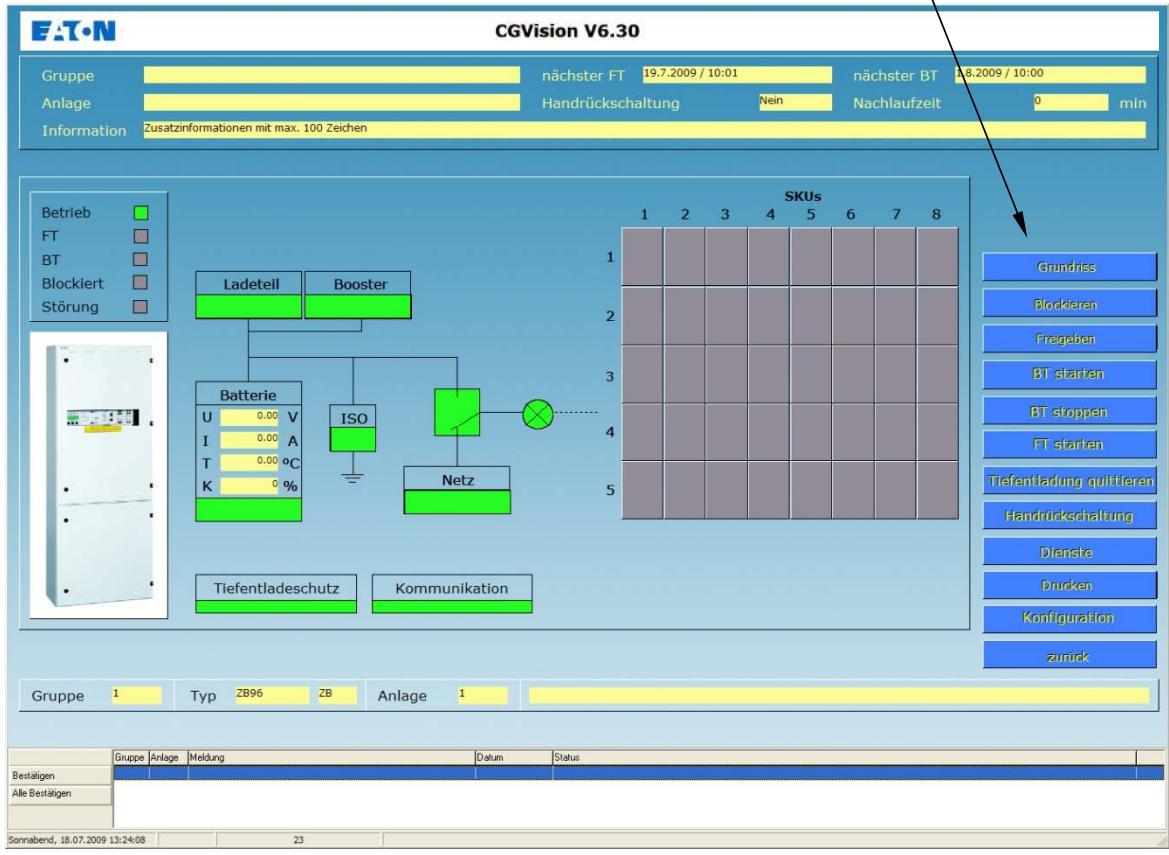 EATON
CGVision V6.30
Gruppe nächster FT 19.7.2009 / 10:01 nächster BT 1.8.2009 / 10:00
Anlage Handrückschaltung Nein Nachlaufzeit 0 min
Information Zusatzinformationen mit max. 100 Zeichen
Betrieb
FT
BT
Blockiert
Störung
Ladeteil Booster
Batterie
U 0.00 V
I 0.00 A
T 0.00 ºC
K 0 %
ISO
Netz
Tiefentladeschutz Kommunikation
SKUs
1 2 3 4 5 6 7 8
1
2
3
4
5
Grundriss
Blockieren
Freigeben
BT starten
BT stoppen
FT starten
Tiefentladung quittieren
Handrückschaltung
Dienste
Drucken
Konfiguration
zurück
Gruppe 1 Typ ZB96 ZB Anlage 1
Gruppe Anlage Meldung Datum Status
Bestätigen
Alle Bestätigen
Sonnabend, 18.07.2009 13:24:08 23